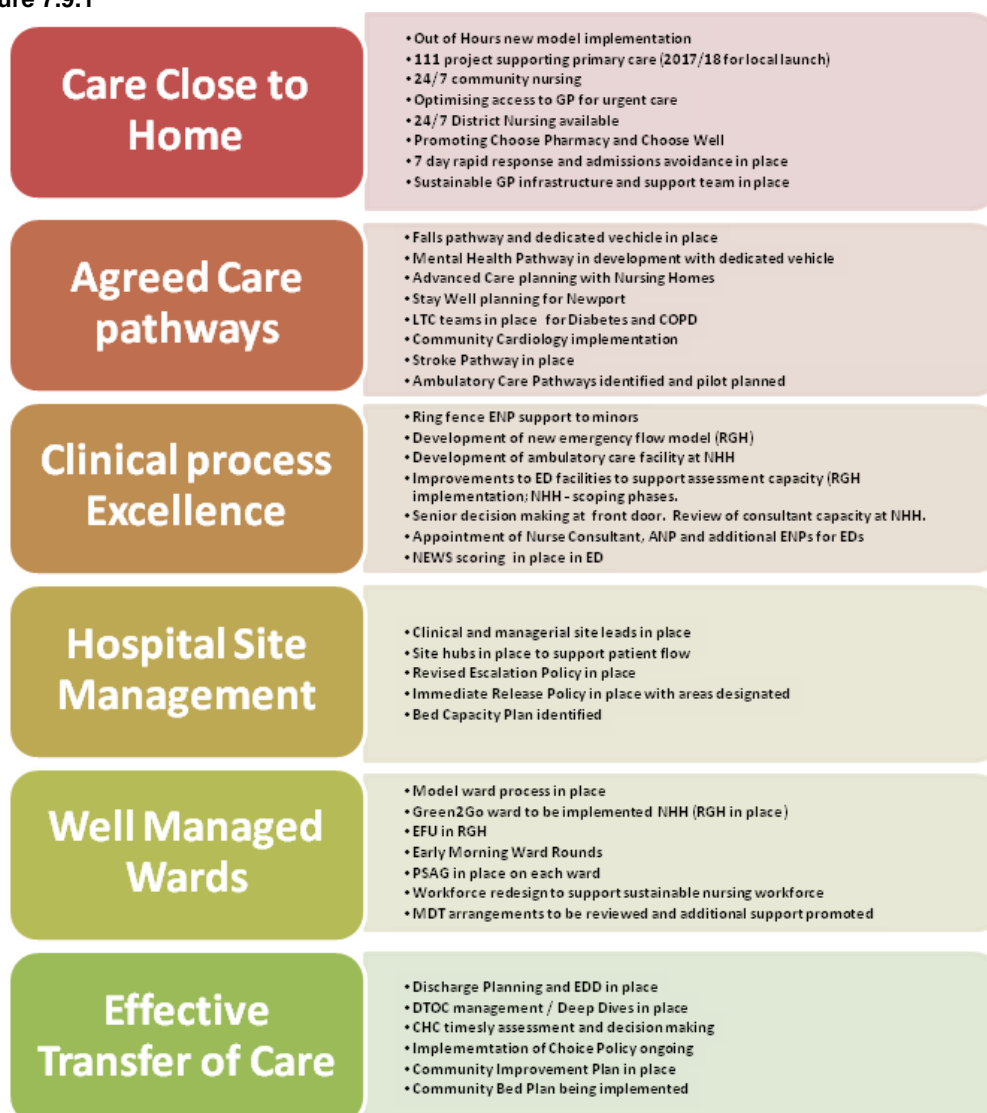 ure 7.9.1
Care Close to
Home
• Out of Hours new model implementation
• 111 project supporting primary care (2017/18 for local launch)
• 24/7 community nursing
• Optimising access to GP for urgent care
• 24/7 District Nursing available
• Promoting Choose Pharmacy and Choose Well
• 7 day rapid response and admissions avoidance in place
• Sustainable GP infrastructure and support team in place
Agreed Care
pathways
• Falls pathway and dedicated vechicle in place
• Mental Health Pathway in development with dedicated vehicle
• Advanced Care planning with Nursing Homes
• Stay Well planning for Newport
• LTC teams in place for Diabetes and COPD
• Community Cardiology implementation
• Stroke Pathway in place
• Ambulatory Care Pathways identified and pilot planned
Clinical process
Excellence
• Ring fence ENP support to minors
• Development of new emergency flow model (RGH)
• Development of ambulatory care facility at NHH
• Improvements to ED facilities to support assessment capacity (RGH
implementation; NHH - scoping phases.
• Senior decision making at front door. Review of consultant capacity at NHH.
• Appointment of Nurse Consultant, ANP and additional ENPs for EDs
• NEWS scoring in place in ED
Hospital Site
Management
• Clinical and managerial site leads in place
• Site hubs in place to support patient flow
• Revised Escalation Policy in place
• Immediate Release Policy in place with areas designated
• Bed Capacity Plan identified
Well Managed
Wards
• Model ward process in place
• Green2Go ward to be implemented NHH (RGH in place)
• EFU in RGH
• Early Morning Ward Rounds
• PSAG in place on each ward
• Workforce redesign to support sustainable nursing workforce
• MDT arrangements to be reviewed and additional support promoted
Effective
Transfer of Care
• Discharge Planning and EDD in place
• DTOC management / Deep Dives in place
• CHC timesly assessment and decision making
• Implememtation of Choice Policy ongoing
• Community Improvement Plan in place
• Community Bed Plan being implemented